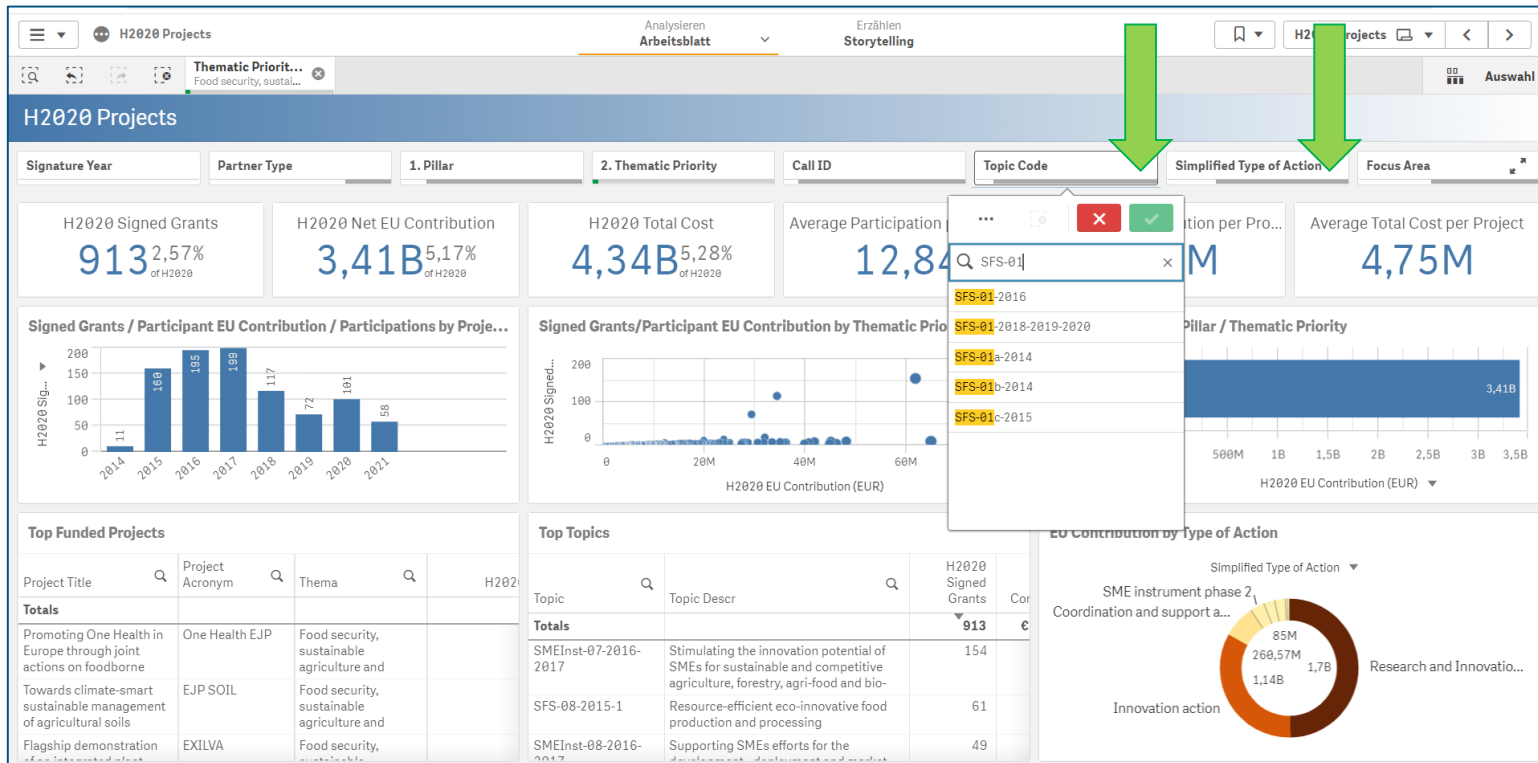 Analysieren
Erzählen
H2020 Projects
Arbeitsblatt
Storytelling
Thematic Priorit...
Food security, sustai...
Auswahl
H2020 Projects
Signature Year
Partner Type
1. Pillar
2. Thematic Priority
Call ID
Topic Code
Simplified Type of Action
Focus Area
H2020 Signed Grants
913 2,57% of H2020
H2020 Net EU Contribution
3,41B 5,17% of H2020
H2020 Total Cost
4,34B 5,28% of H2020
Average Participation
12,84
Average Total Cost per Project
4,75M
SFS-01
SFS-01-2016
SFS-01-2018-2019-2020
SFS-01a-2014
SFS-01b-2014
SFS-01c-2015
Signed Grants / Participant EU Contribution / Participations by Proje...
H2020 Sig...
200
150
100
50
0
11
160
195
199
117
72
101
58
2014
2015
2016
2017
2018
2019
2020
2021
Signed Grants/Participant EU Contribution by Thematic Prio
H2020 Signed...
200
100
0
0
20M
40M
60M
H2020 EU Contribution (EUR)
Pillar / Thematic Priority
3,41B
500M
1B
1,5B
2B
2,5B
3B
3,5B
H2020 EU Contribution (EUR)
Top Funded Projects
Project Title
Project
Acronym
Thema
H202
Totals
Promoting One Health in
Europe through joint
actions on foodborne
One Health EJP
Food security,
sustainable
agriculture and
Towards climate-smart
sustainable management
of agricultural soils
EJP SOIL
Food security,
sustainable
agriculture and
Flagship demonstration
EXILVA
Food security,
Top Topics
Topic
Topic Descr
H2020
Signed
Grants
Totals
913
€
SMEInst-07-2016-
2017
Stimulating the innovation potential of
SMEs for sustainable and competitive
agriculture, forestry, agri-food and bio-
154
SFS-08-2015-1
Resource-efficient eco-innovative food
production and processing
61
SMEInst-08-2016-
2017
Supporting SMEs efforts for the
49
EU Contribution by Type of Action
Simplified Type of Action
SME instrument phase 2
Coordination and support a...
85M
260,57M
1,7B
1,14B
Research and Innovatio...
Innovation action